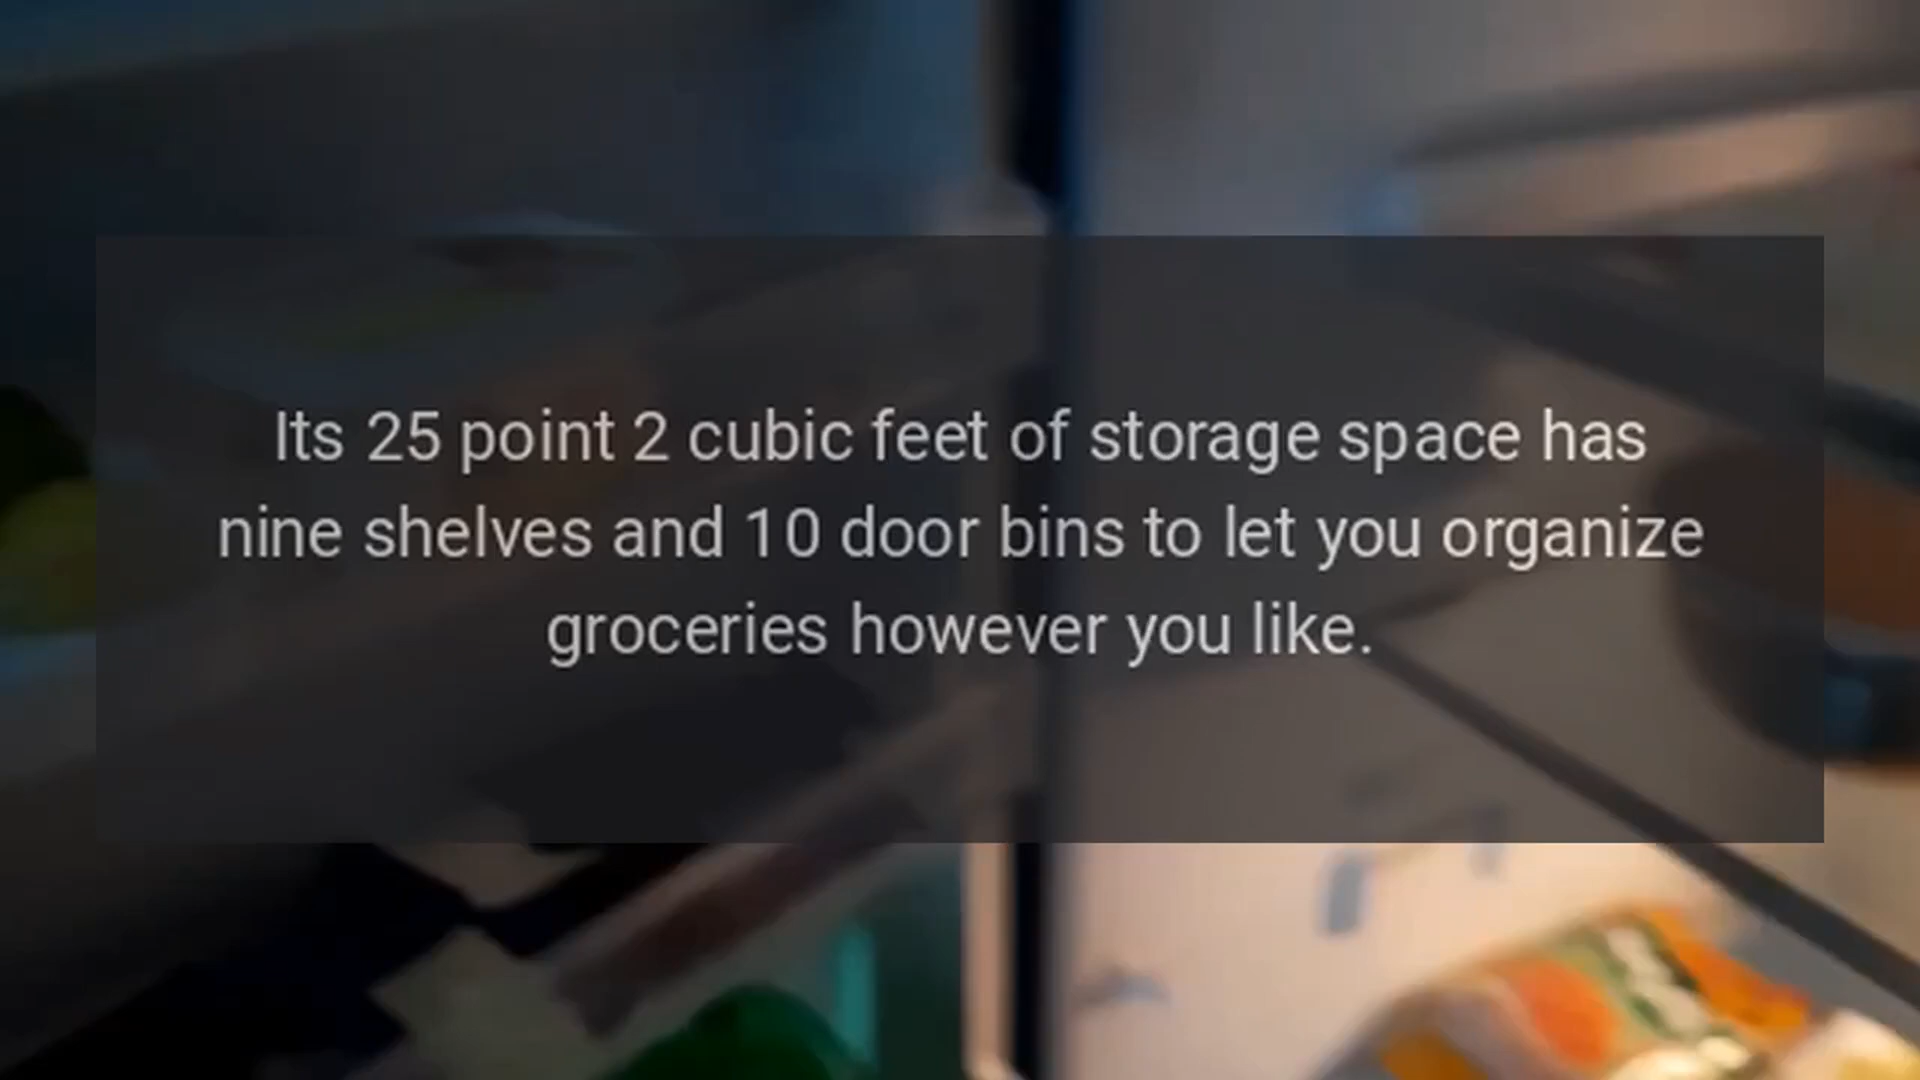 Its 25 point 2 cubic feet of storage space has
nine shelves and 10 door bins to let you organize
groceries however you like.